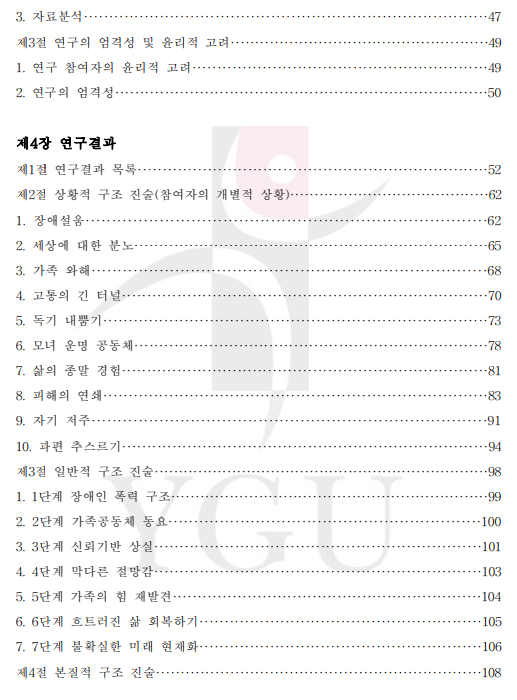 3. 자료분석⋯⋯⋯⋯⋯⋯⋯⋯⋯⋯⋯⋯47
제3절 연구의 엄격성 및 윤리적 고려⋯⋯⋯⋯⋯⋯⋯⋯⋯⋯⋯⋯49
1. 연구 참여자의 윤리적 고려⋯⋯⋯⋯⋯⋯⋯⋯⋯⋯⋯⋯49
2. 연구의 엄격성⋯⋯⋯⋯⋯⋯⋯⋯⋯⋯⋯⋯50
제4장 연구결과
제1절 연구결과 목록⋯⋯⋯⋯⋯⋯⋯⋯⋯⋯⋯⋯52
제2절 상황적 구조 진술(참여자의 개별적 상황)⋯⋯⋯⋯⋯⋯⋯⋯62
1. 장애설움⋯⋯⋯⋯⋯⋯⋯⋯⋯⋯⋯⋯62
2. 세상에 대한 분노⋯⋯⋯⋯⋯⋯⋯⋯⋯⋯⋯⋯65
3. 가족 와해⋯⋯⋯⋯⋯⋯⋯⋯⋯⋯⋯⋯68
4. 고통의 긴 터널⋯⋯⋯⋯⋯⋯⋯⋯⋯⋯⋯⋯70
5. 독기 내뿜기⋯⋯⋯⋯⋯⋯⋯⋯⋯⋯⋯⋯73
6. 모녀 운명 공동체⋯⋯⋯⋯⋯⋯⋯⋯⋯⋯⋯⋯78
7. 삶의 종말 경험⋯⋯⋯⋯⋯⋯⋯⋯⋯⋯⋯⋯81
8. 피해의 연쇄⋯⋯⋯⋯⋯⋯⋯⋯⋯⋯⋯⋯83
9. 자기 저주⋯⋯⋯⋯⋯⋯⋯⋯⋯⋯⋯⋯91
10. 파편 추스르기⋯⋯⋯⋯⋯⋯⋯⋯⋯⋯⋯⋯94
제3절 일반적 구조 진술⋯⋯⋯⋯⋯⋯⋯⋯⋯⋯⋯⋯98
1. 1단계 장애인 폭력 구조⋯⋯⋯⋯⋯⋯⋯⋯⋯⋯⋯⋯99
2. 2단계 가족공동체 동요⋯⋯⋯⋯⋯⋯⋯⋯⋯⋯⋯⋯100
3. 3단계 신뢰기반 상실⋯⋯⋯⋯⋯⋯⋯⋯⋯⋯⋯⋯101
4. 4단계 막다른 절망감⋯⋯⋯⋯⋯⋯⋯⋯⋯⋯⋯⋯103
5. 5단계 가족의 힘 재발견⋯⋯⋯⋯⋯⋯⋯⋯⋯⋯⋯⋯104
6. 6단계 흐트러진 삶 회복하기⋯⋯⋯⋯⋯⋯⋯⋯⋯⋯⋯⋯105
7. 7단계 불확실한 미래 현재화⋯⋯⋯⋯⋯⋯⋯⋯⋯⋯⋯⋯106
제4절 본질적 구조 진술⋯⋯⋯⋯⋯⋯⋯⋯⋯⋯⋯⋯108
YGU